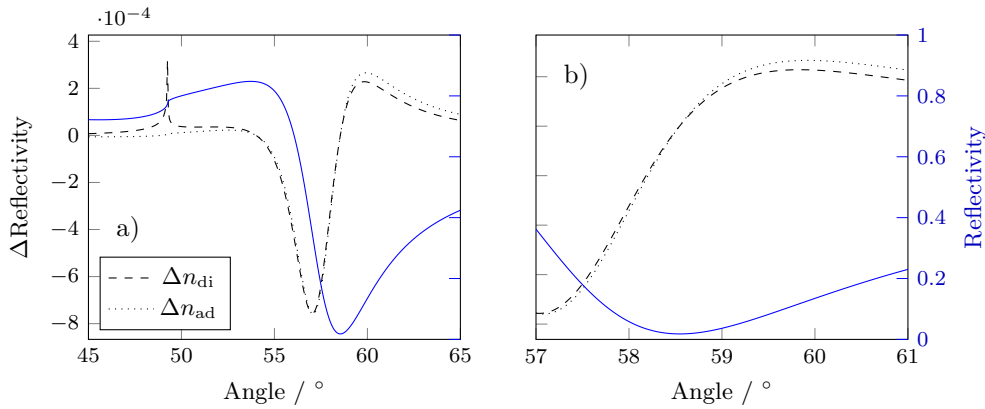 ·10⁻⁴
4
2
0
−2
−4
−6
−8
ΔReflectivity
a)
Δn_di
Δn_ad
45 50 55 60 65
Angle / °
b)
57 58 59 60 61
Angle / °
1
0.8
0.6
0.4
0.2
0
Reflectivity